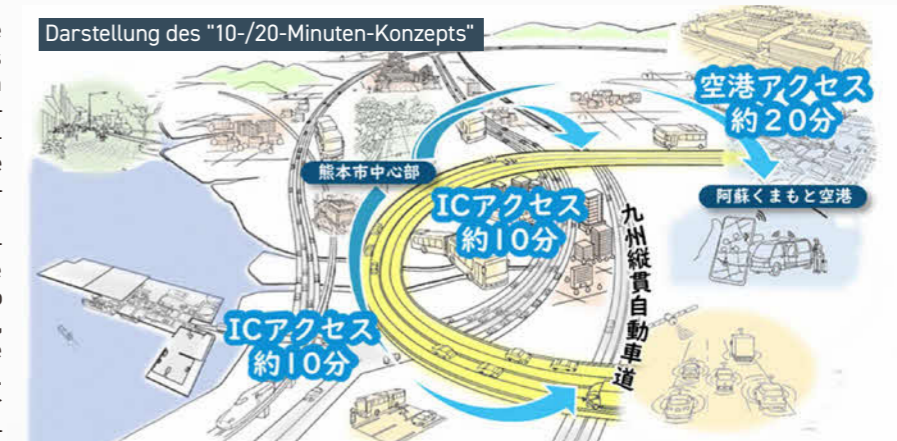 Darstellung des "10-/20-Minuten-Konzepts"
空港アクセス
約20分
熊本市中心部
阿蘇くまもと空港
ICアクセス
約10分
九州縦貫自動車道
ICアクセス
約10分